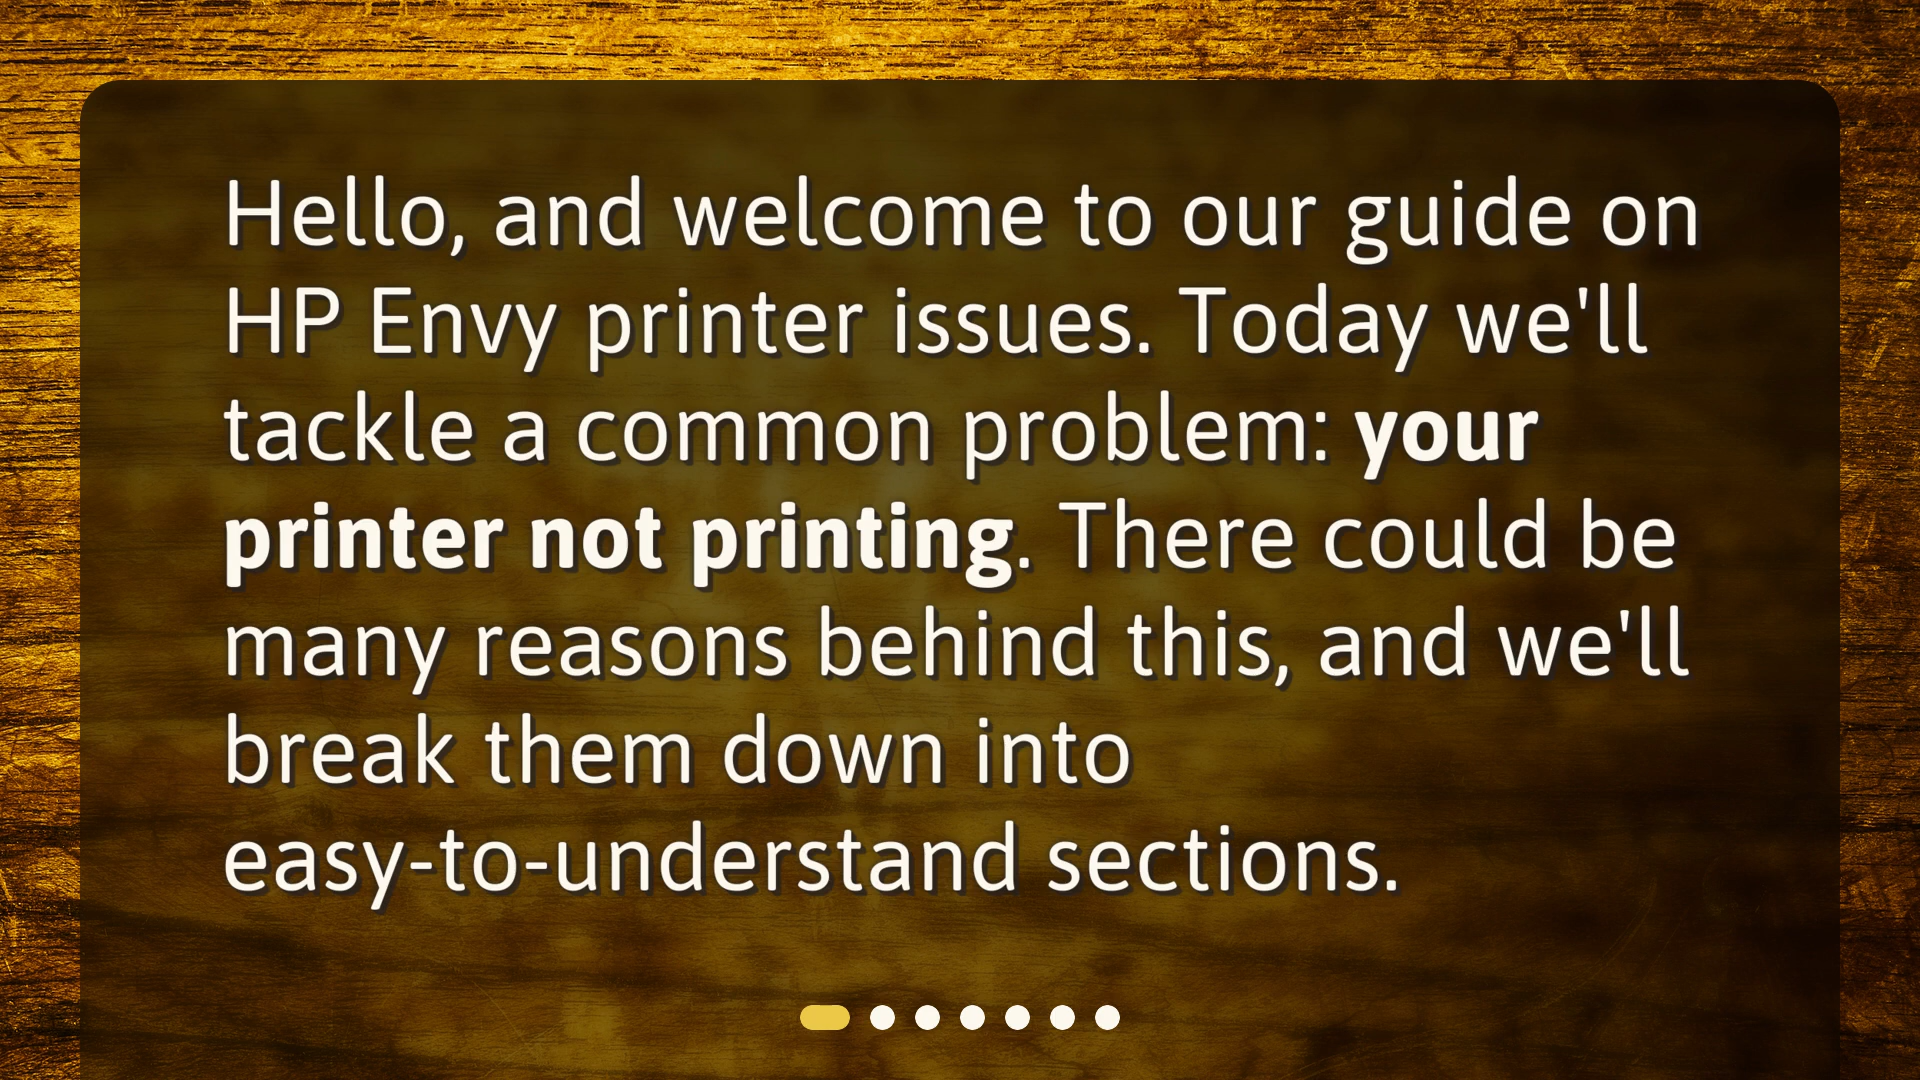 Hello, and welcome to our guide on
HP Envy printer issues. Today we'll
tackle a common problem: your
printer not printing. There could be
many reasons behind this, and we'll
break them down into
easy-to-understand sections.